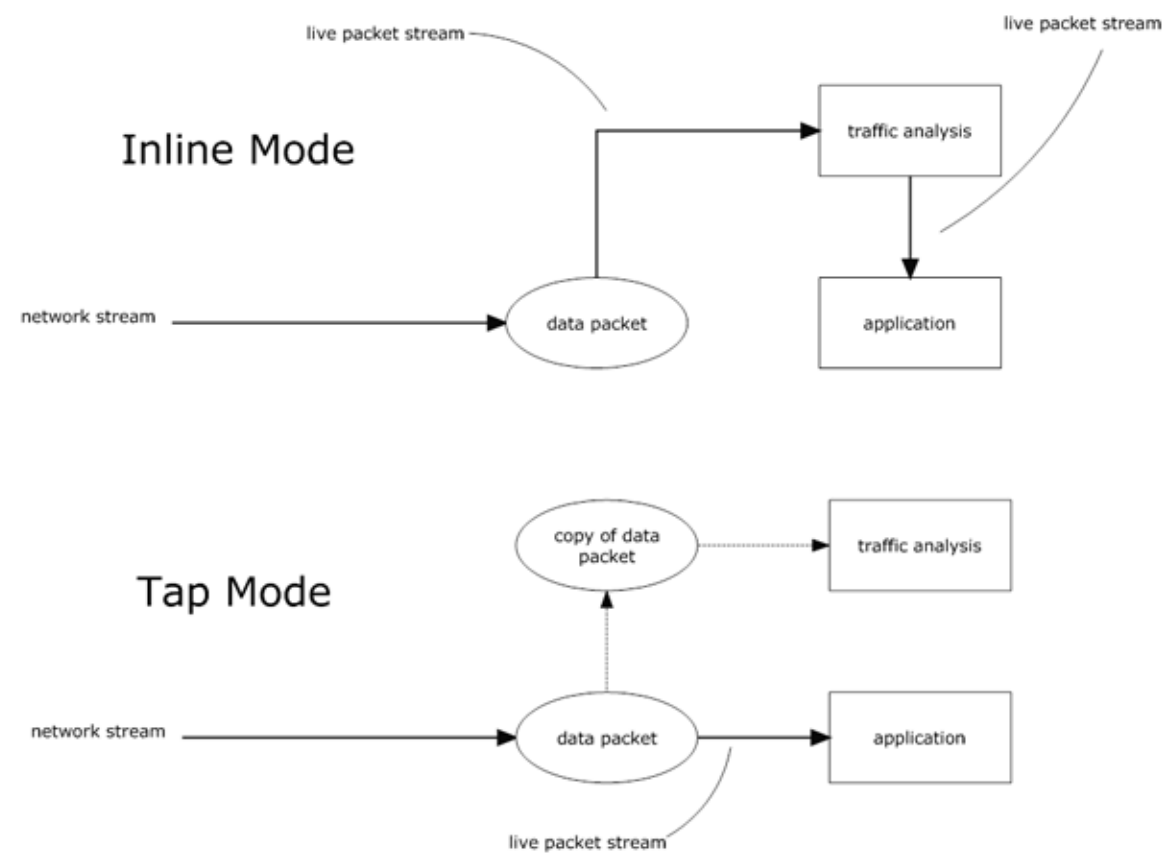 live packet stream
live packet stream
Inline Mode
traffic analysis
network stream
data packet
application
copy of data
packet
traffic analysis
Tap Mode
network stream
data packet
application
live packet stream